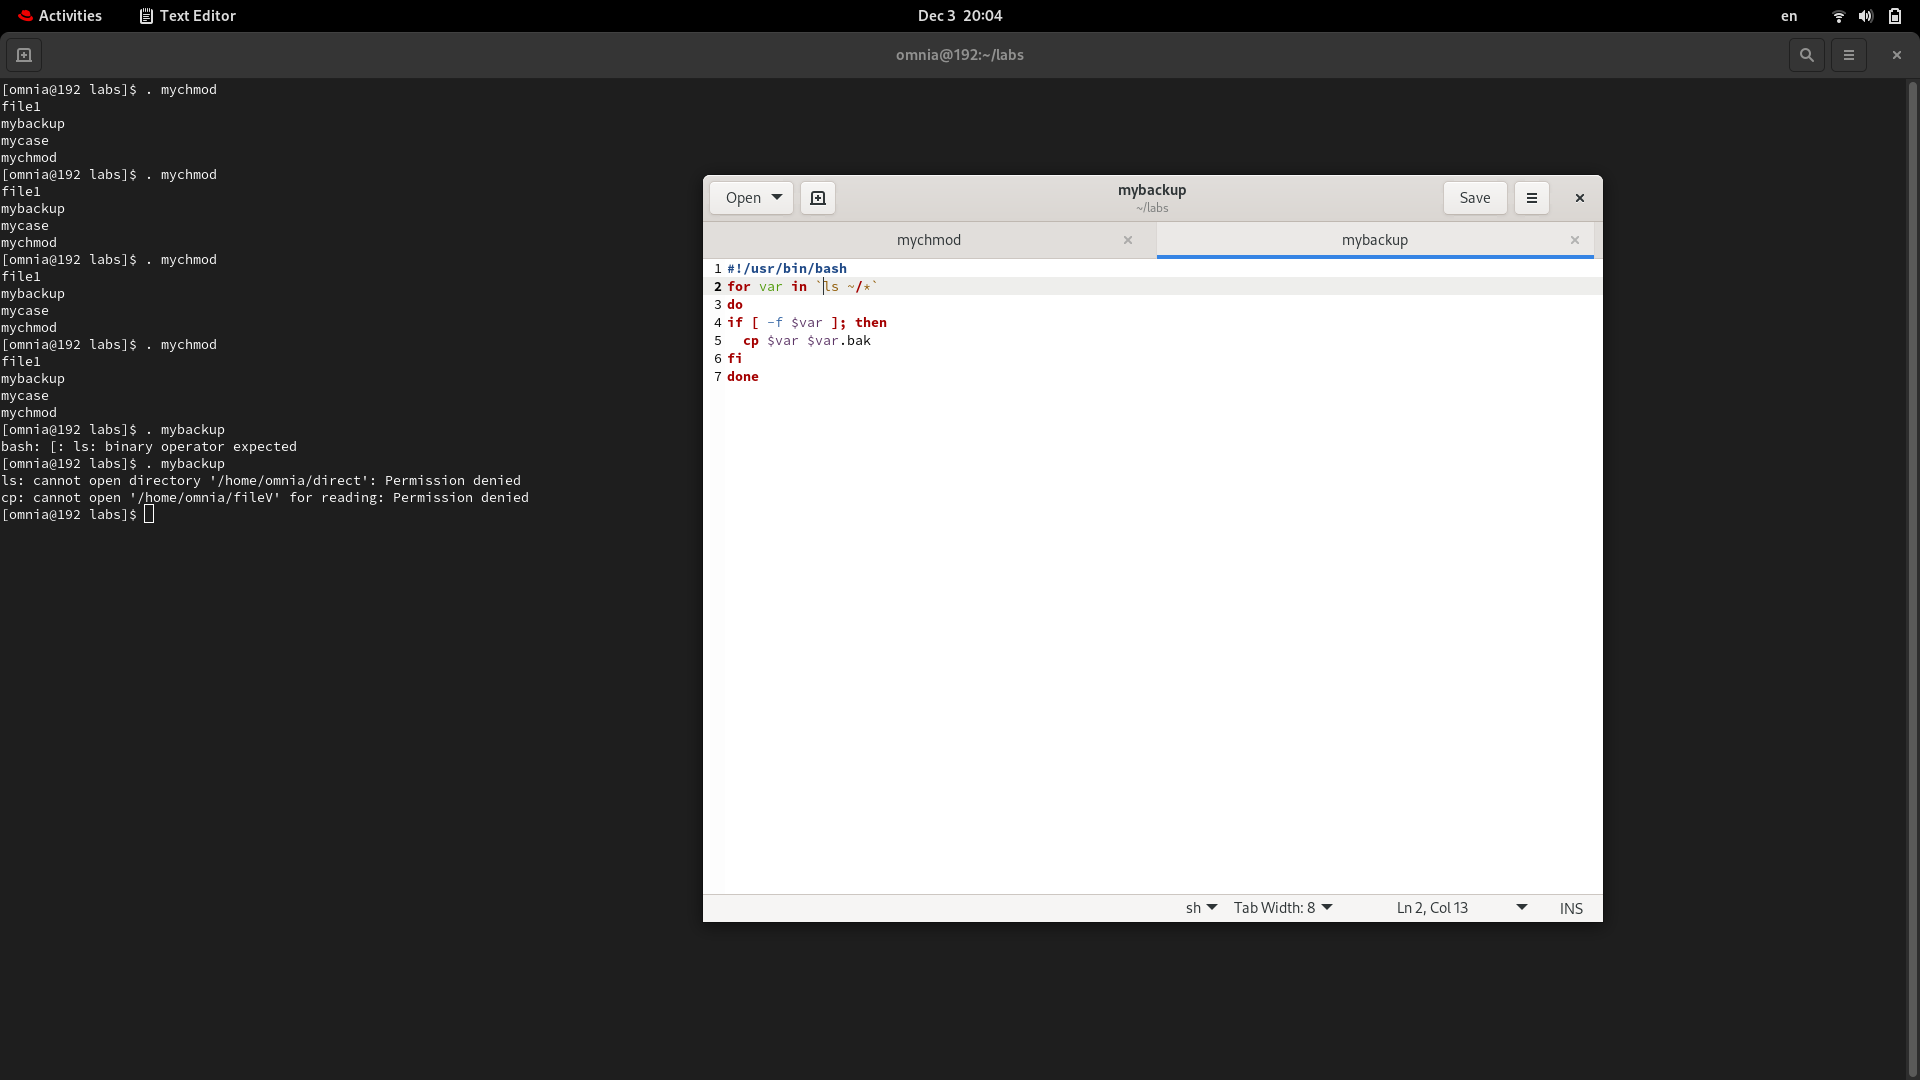 Activities
Text Editor
Dec 3 20:04
en
omnia@192:~/labs
[omnia@192 labs]$ . mychmod
file1
mybackup
mycase
mychmod
[omnia@192 labs]$ . mychmod
file1
mybackup
mycase
mychmod
[omnia@192 labs]$ . mychmod
file1
mybackup
mycase
mychmod
[omnia@192 labs]$ . mychmod
file1
mybackup
mycase
mychmod
[omnia@192 labs]$ . mybackup
bash: [: ls: binary operator expected
[omnia@192 labs]$ . mybackup
ls: cannot open directory '/home/omnia/direct': Permission denied
cp: cannot open '/home/omnia/fileV' for reading: Permission denied
[omnia@192 labs]$
Open
mybackup
~/labs
Save
mychmod
mybackup
1 #!/usr/bin/bash
2 for var in `ls ~/*`
3 do
4 if [ -f $var ]; then
5   cp $var $var.bak
6 fi
7 done
sh
Tab Width: 8
Ln 2, Col 13
INS